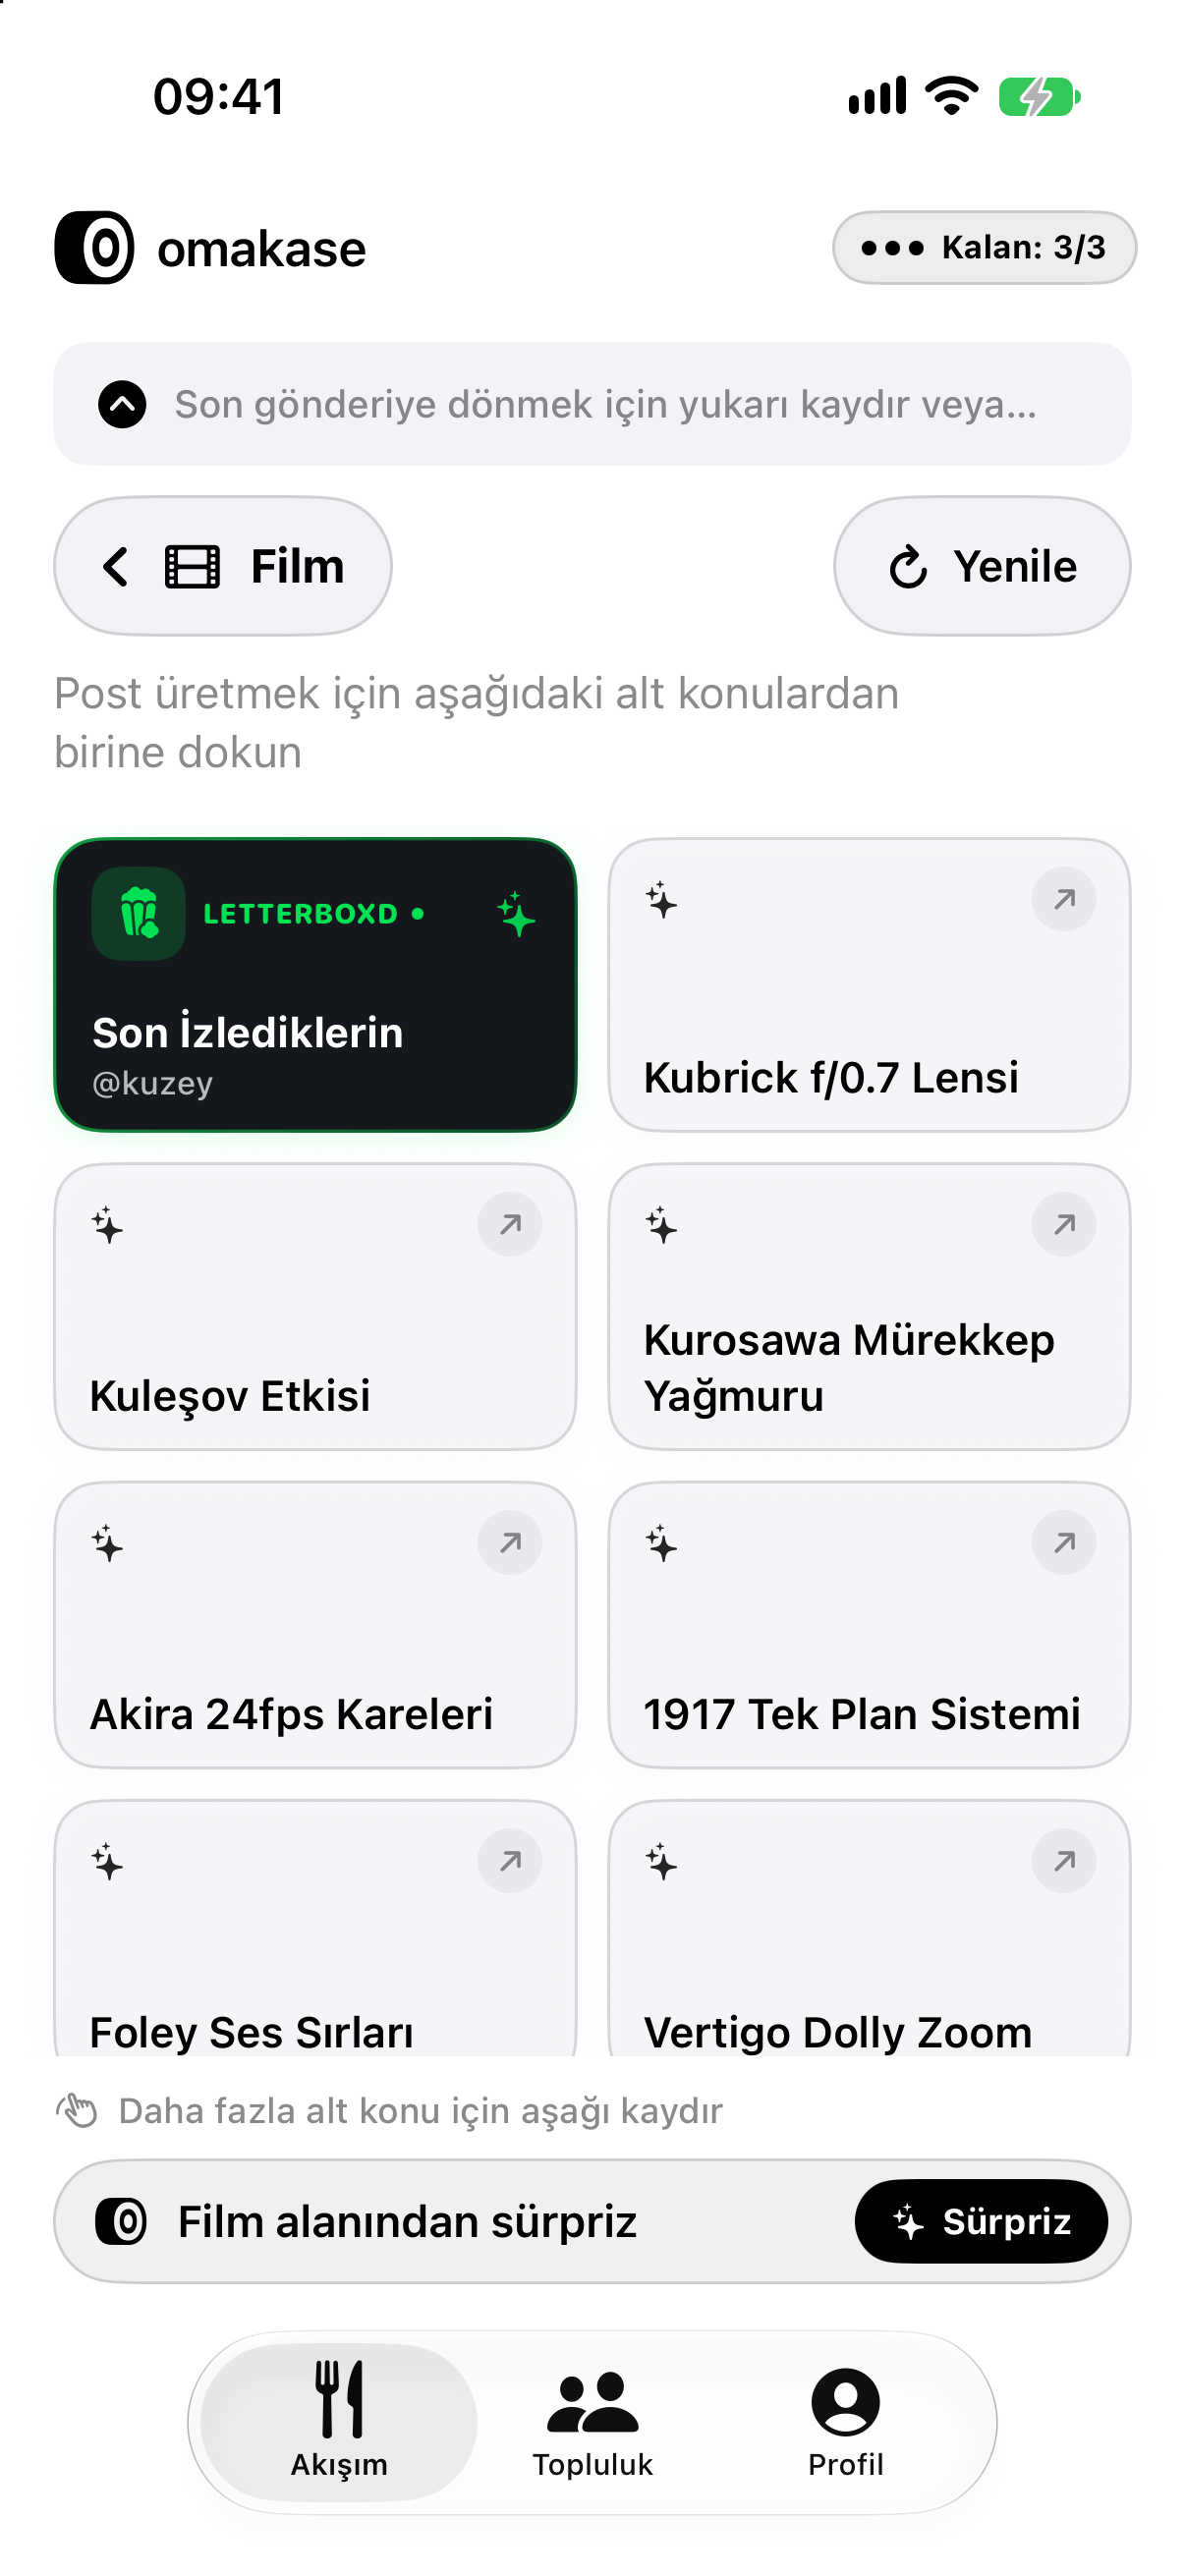 09:41
omakase
Kalan: 3/3
Son gönderiye dönmek için yukarı kaydır veya...
Film
Yenile
Post üretmek için aşağıdaki alt konulardan
birine dokun
LETTERBOXD •
Son İzlediklerin
@kuzey
Kubrick f/0.7 Lensi
Kuleşov Etkisi
Kurosawa Mürekkep
Yağmuru
Akira 24fps Kareleri
1917 Tek Plan Sistemi
Foley Ses Sırları
Vertigo Dolly Zoom
Daha fazla alt konu için aşağı kaydır
Film alanından sürpriz
Sürpriz
Akışım
Topluluk
Profil